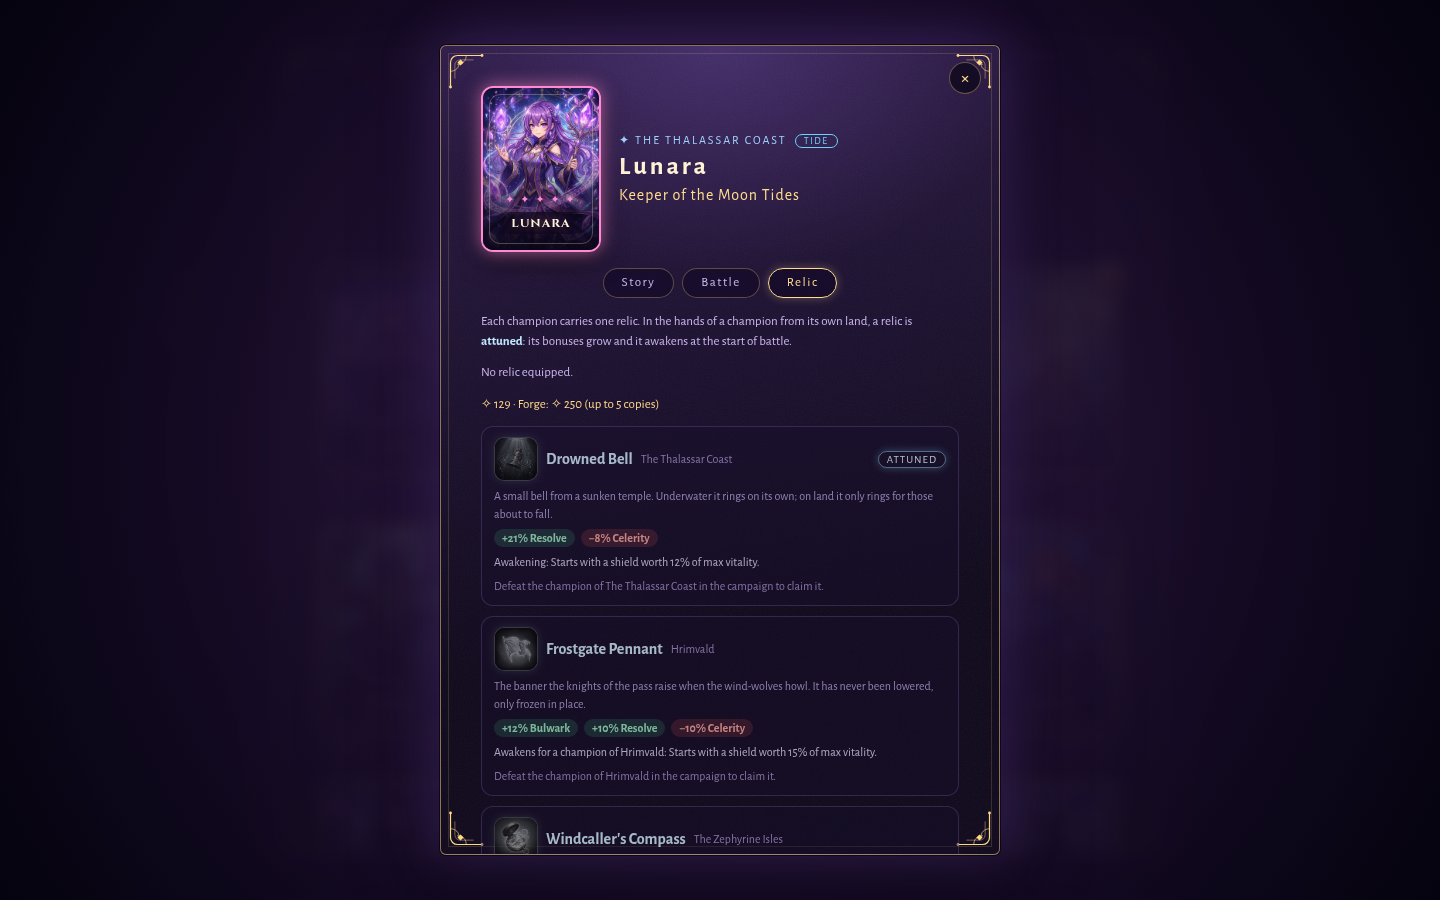 ×
✦ THE THALASSAR COAST TIDE
Lunara
Keeper of the Moon Tides
LUNARA
Story Battle Relic
Each champion carries one relic. In the hands of a champion from its own land, a relic is
attuned: its bonuses grow and it awakens at the start of battle.
No relic equipped.
✧ 129 · Forge: ✧ 250 (up to 5 copies)
Drowned Bell The Thalassar Coast ATTUNED
A small bell from a sunken temple. Underwater it rings on its own; on land it only rings for those
about to fall.
+21% Resolve −8% Celerity
Awakening: Starts with a shield worth 12% of max vitality.
Defeat the champion of The Thalassar Coast in the campaign to claim it.
Frostgate Pennant Hrimvald
The banner the knights of the pass raise when the wind-wolves howl. It has never been lowered,
only frozen in place.
+12% Bulwark +10% Resolve −10% Celerity
Awakens for a champion of Hrimvald: Starts with a shield worth 15% of max vitality.
Defeat the champion of Hrimvald in the campaign to claim it.
Windcaller's Compass The Zephyrine Isles